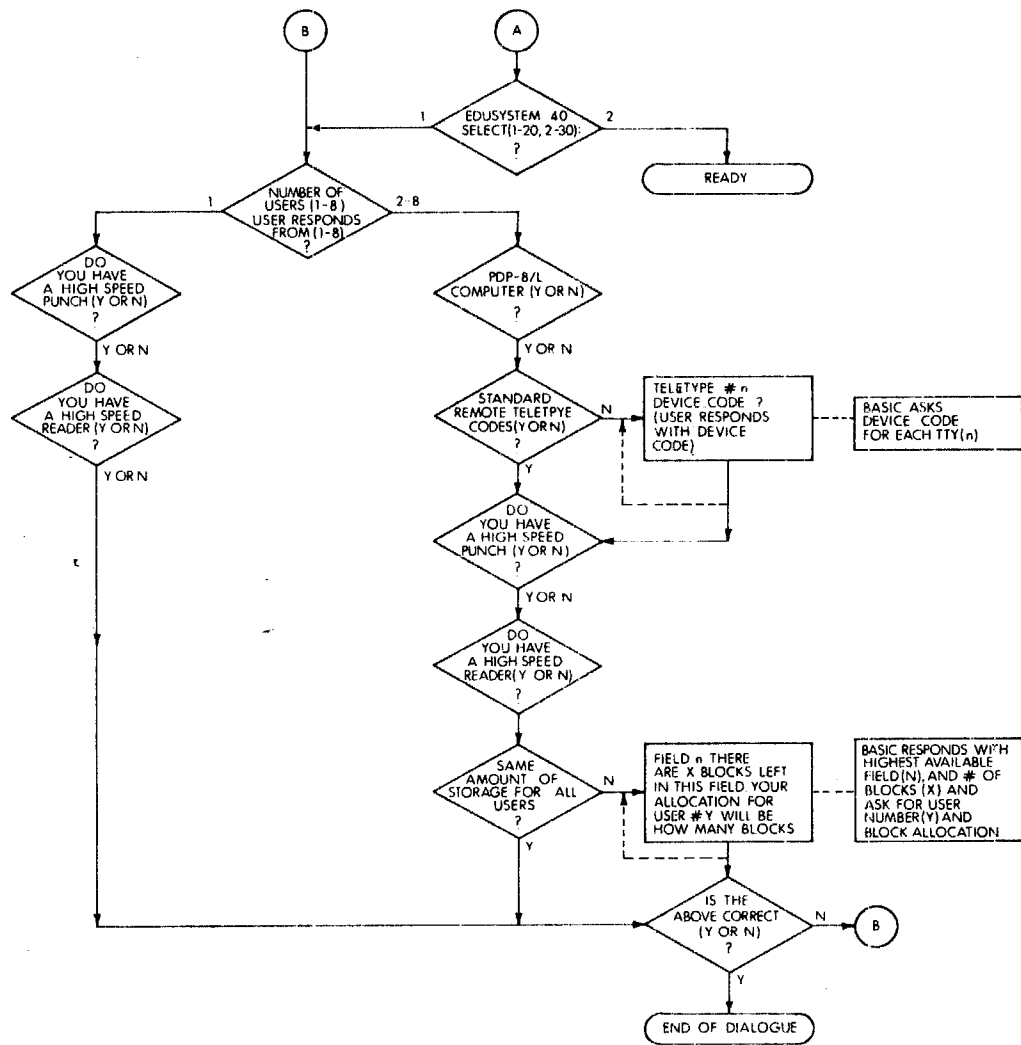 B
A
1
EDUSYSTEM 40
SELECT(1-20, 2-30):
?
2
READY
1
NUMBER OF
USERS (1-8)
USER RESPONDS
FROM (1-8)
?
2-8
DO
YOU HAVE
A HIGH SPEED
PUNCH (Y OR N)
?
Y OR N
DO
YOU HAVE
A HIGH SPEED
READER (Y OR N)
?
Y OR N
PDP-8/L
COMPUTER (Y OR N)
?
Y OR N
STANDARD
REMOTE TELETPYE
CODES(Y OR N)
?
N
Y
TELETYPE # n
DEVICE CODE ?
(USER RESPONDS
WITH DEVICE
CODE)
BASIC ASKS
DEVICE CODE
FOR EACH TTY(n)
DO
YOU HAVE
A HIGH SPEED
PUNCH (Y OR N)
?
Y OR N
DO
YOU HAVE
A HIGH SPEED
READER(Y OR N)
?
SAME
AMOUNT OF
STORAGE FOR ALL
USERS
?
N
Y
FIELD n THERE
ARE X BLOCKS LEFT
IN THIS FIELD. YOUR
ALLOCATION FOR
USER #Y WILL BE
HOW MANY BLOCKS
BASIC RESPONDS WITH
HIGHEST AVAILABLE
FIELD(N), AND # OF
BLOCKS (X) AND
ASK FOR USER
NUMBER(Y) AND
BLOCK ALLOCATION
IS THE
ABOVE CORRECT
(Y OR N)
?
N
B
Y
END OF DIALOGUE